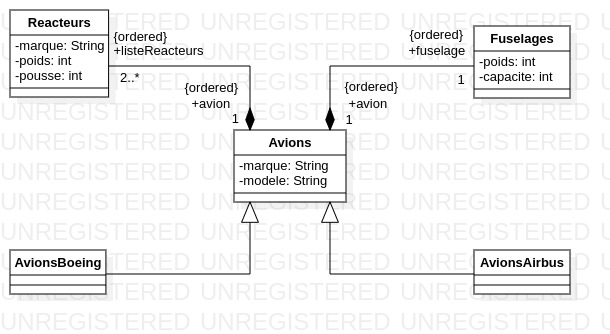 Reacteurs
-marque: String
-poids: int
-pousse: int
{ordered}
+listeReacteurs
2..*
{ordered}
+avion
1
{ordered}
+fuselage
1
{ordered}
+avion
1
Fuselages
-poids: int
-capacite: int
Avions
-marque: String
-modele: String
AvionsBoeing
AvionsAirbus
UNREGISTERED UNREGISTERED UNREGISTERED
UNREGISTERED UNREGISTERED UNREGISTERED
UNREGISTERED UNREGISTERED UNREGISTERED
UNREGISTERED UNREGISTERED UNREGISTERED
UNREGISTERED UNREGISTERED UNREGISTERED
UNREGISTERED UNREGISTERED UNREGISTERED
UNREGISTERED UNREGISTERED UNREGISTERED
UNREGISTERED UNREGISTERED UNREGISTERED
UNREGISTERED UNREGISTERED UNREGISTERED
UNREGISTERED UNREGISTERED UNREGISTERED
UNREGISTERED UNREGISTERED UNREGISTERED